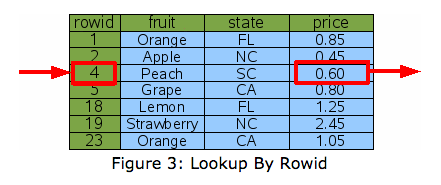 rowid fruit state price
1 Orange FL 0.85
2 Apple NC 0.45
4 Peach SC 0.60
5 Grape CA 0.80
18 Lemon FL 1.25
19 Strawberry NC 2.45
23 Orange CA 1.05
Figure 3: Lookup By Rowid